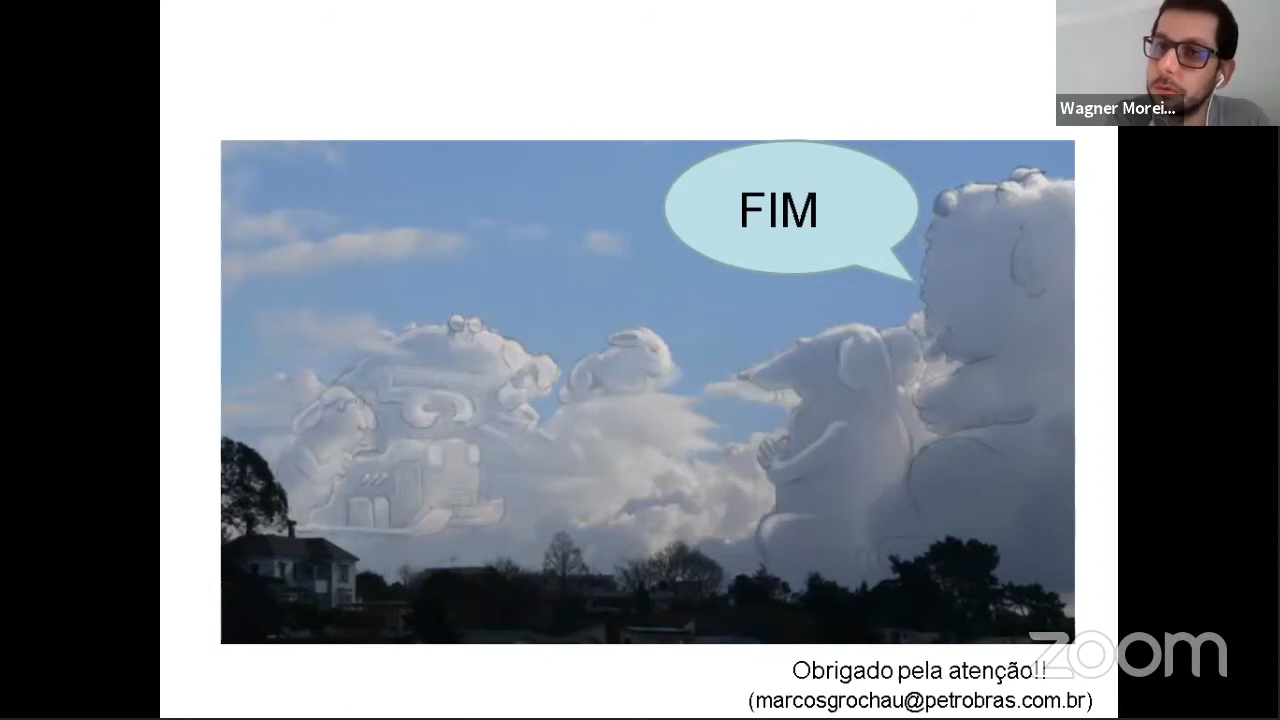 Wagner Morei...
FIM
zoom
Obrigado pela atenção!!
(marcosgrochau@petrobras.com.br)